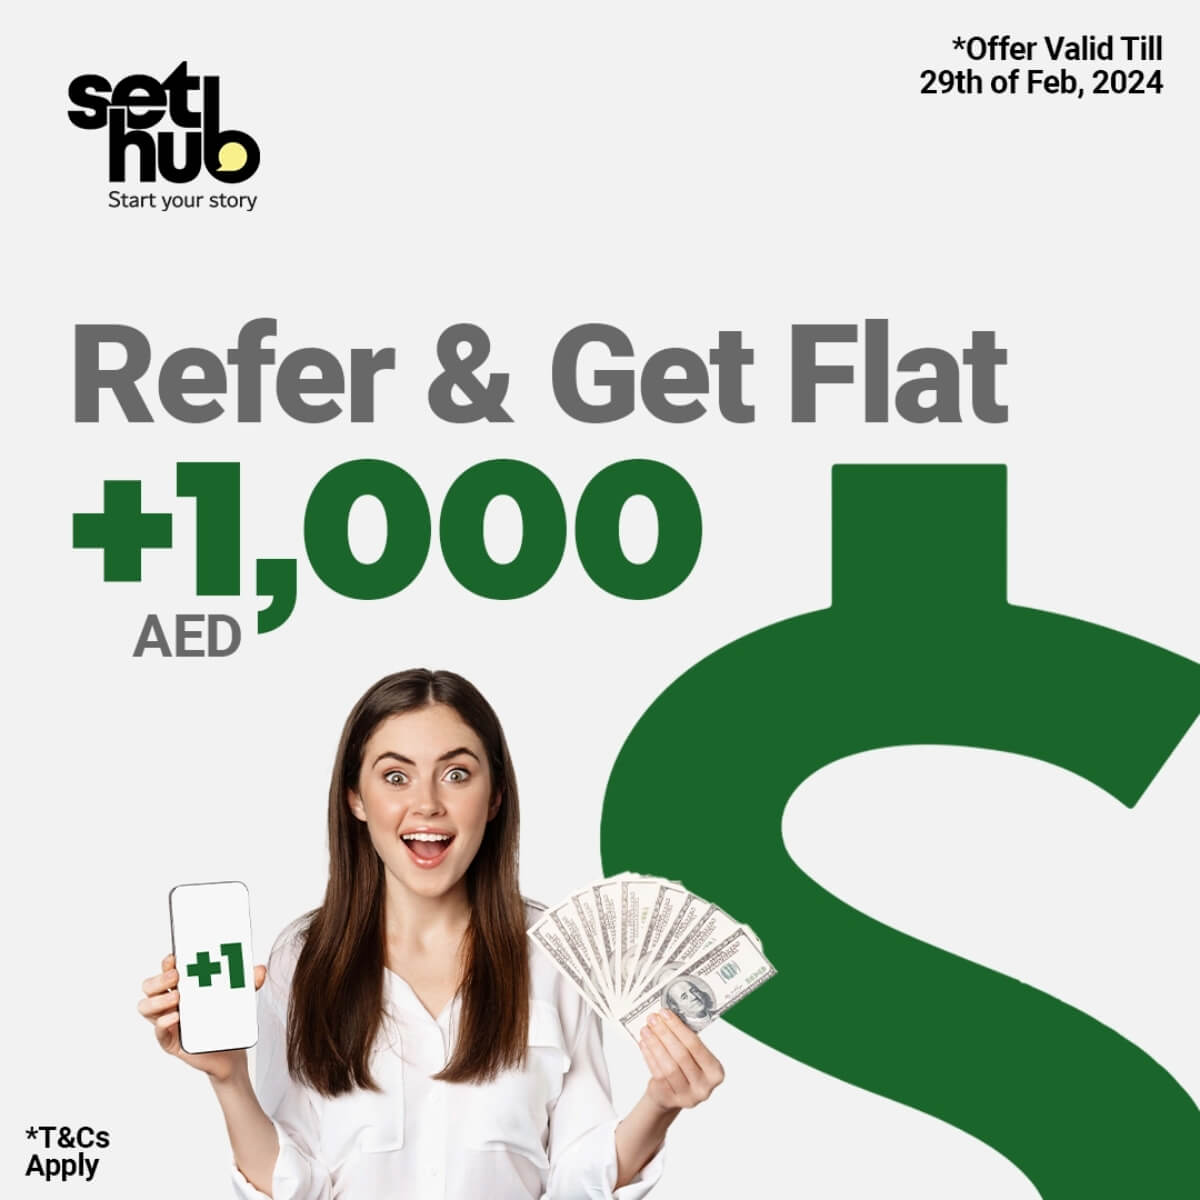 *Offer Valid Till
29th of Feb, 2024
set
hub
Start your story
Refer & Get Flat
+1,000
AED
$
+1
*T&Cs
Apply